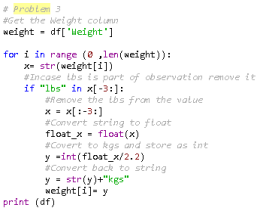 # Problem 3
#Get the Weight column
weight = df['Weight']
for i in range (0 ,len(weight)):
x= str(weight[i])
#Incase lbs is part of observation remove it
if "lbs" in x[-3:]:
#Remove the lbs from the value
x = x[:-3:]
#Convert string to float
float_x = float(x)
#Covert to kgs and store as int
y =int(float_x/2.2)
#Convert back to string
y = str(y)+"kgs"
weight[i]= y
print (df)